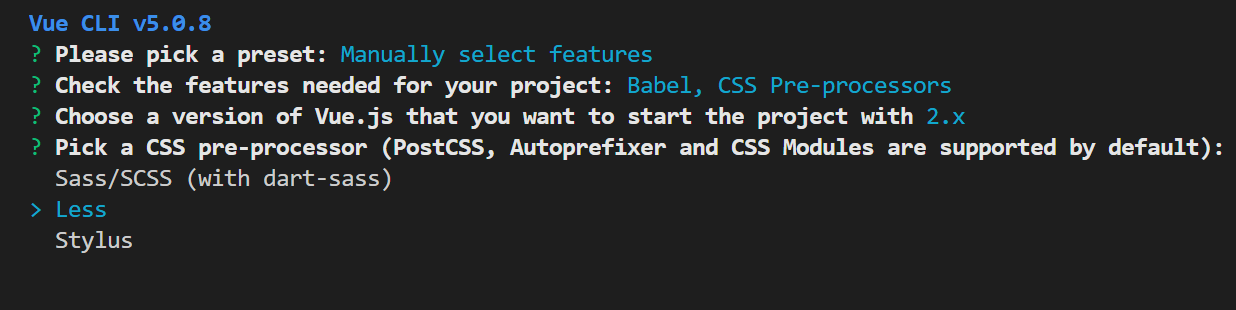 Vue CLI v5.0.8
? Please pick a preset: Manually select features
? Check the features needed for your project: Babel, CSS Pre-processors
? Choose a version of Vue.js that you want to start the project with 2.x
? Pick a CSS pre-processor (PostCSS, Autoprefixer and CSS Modules are supported by default):
Sass/SCSS (with dart-sass)
> Less
Stylus